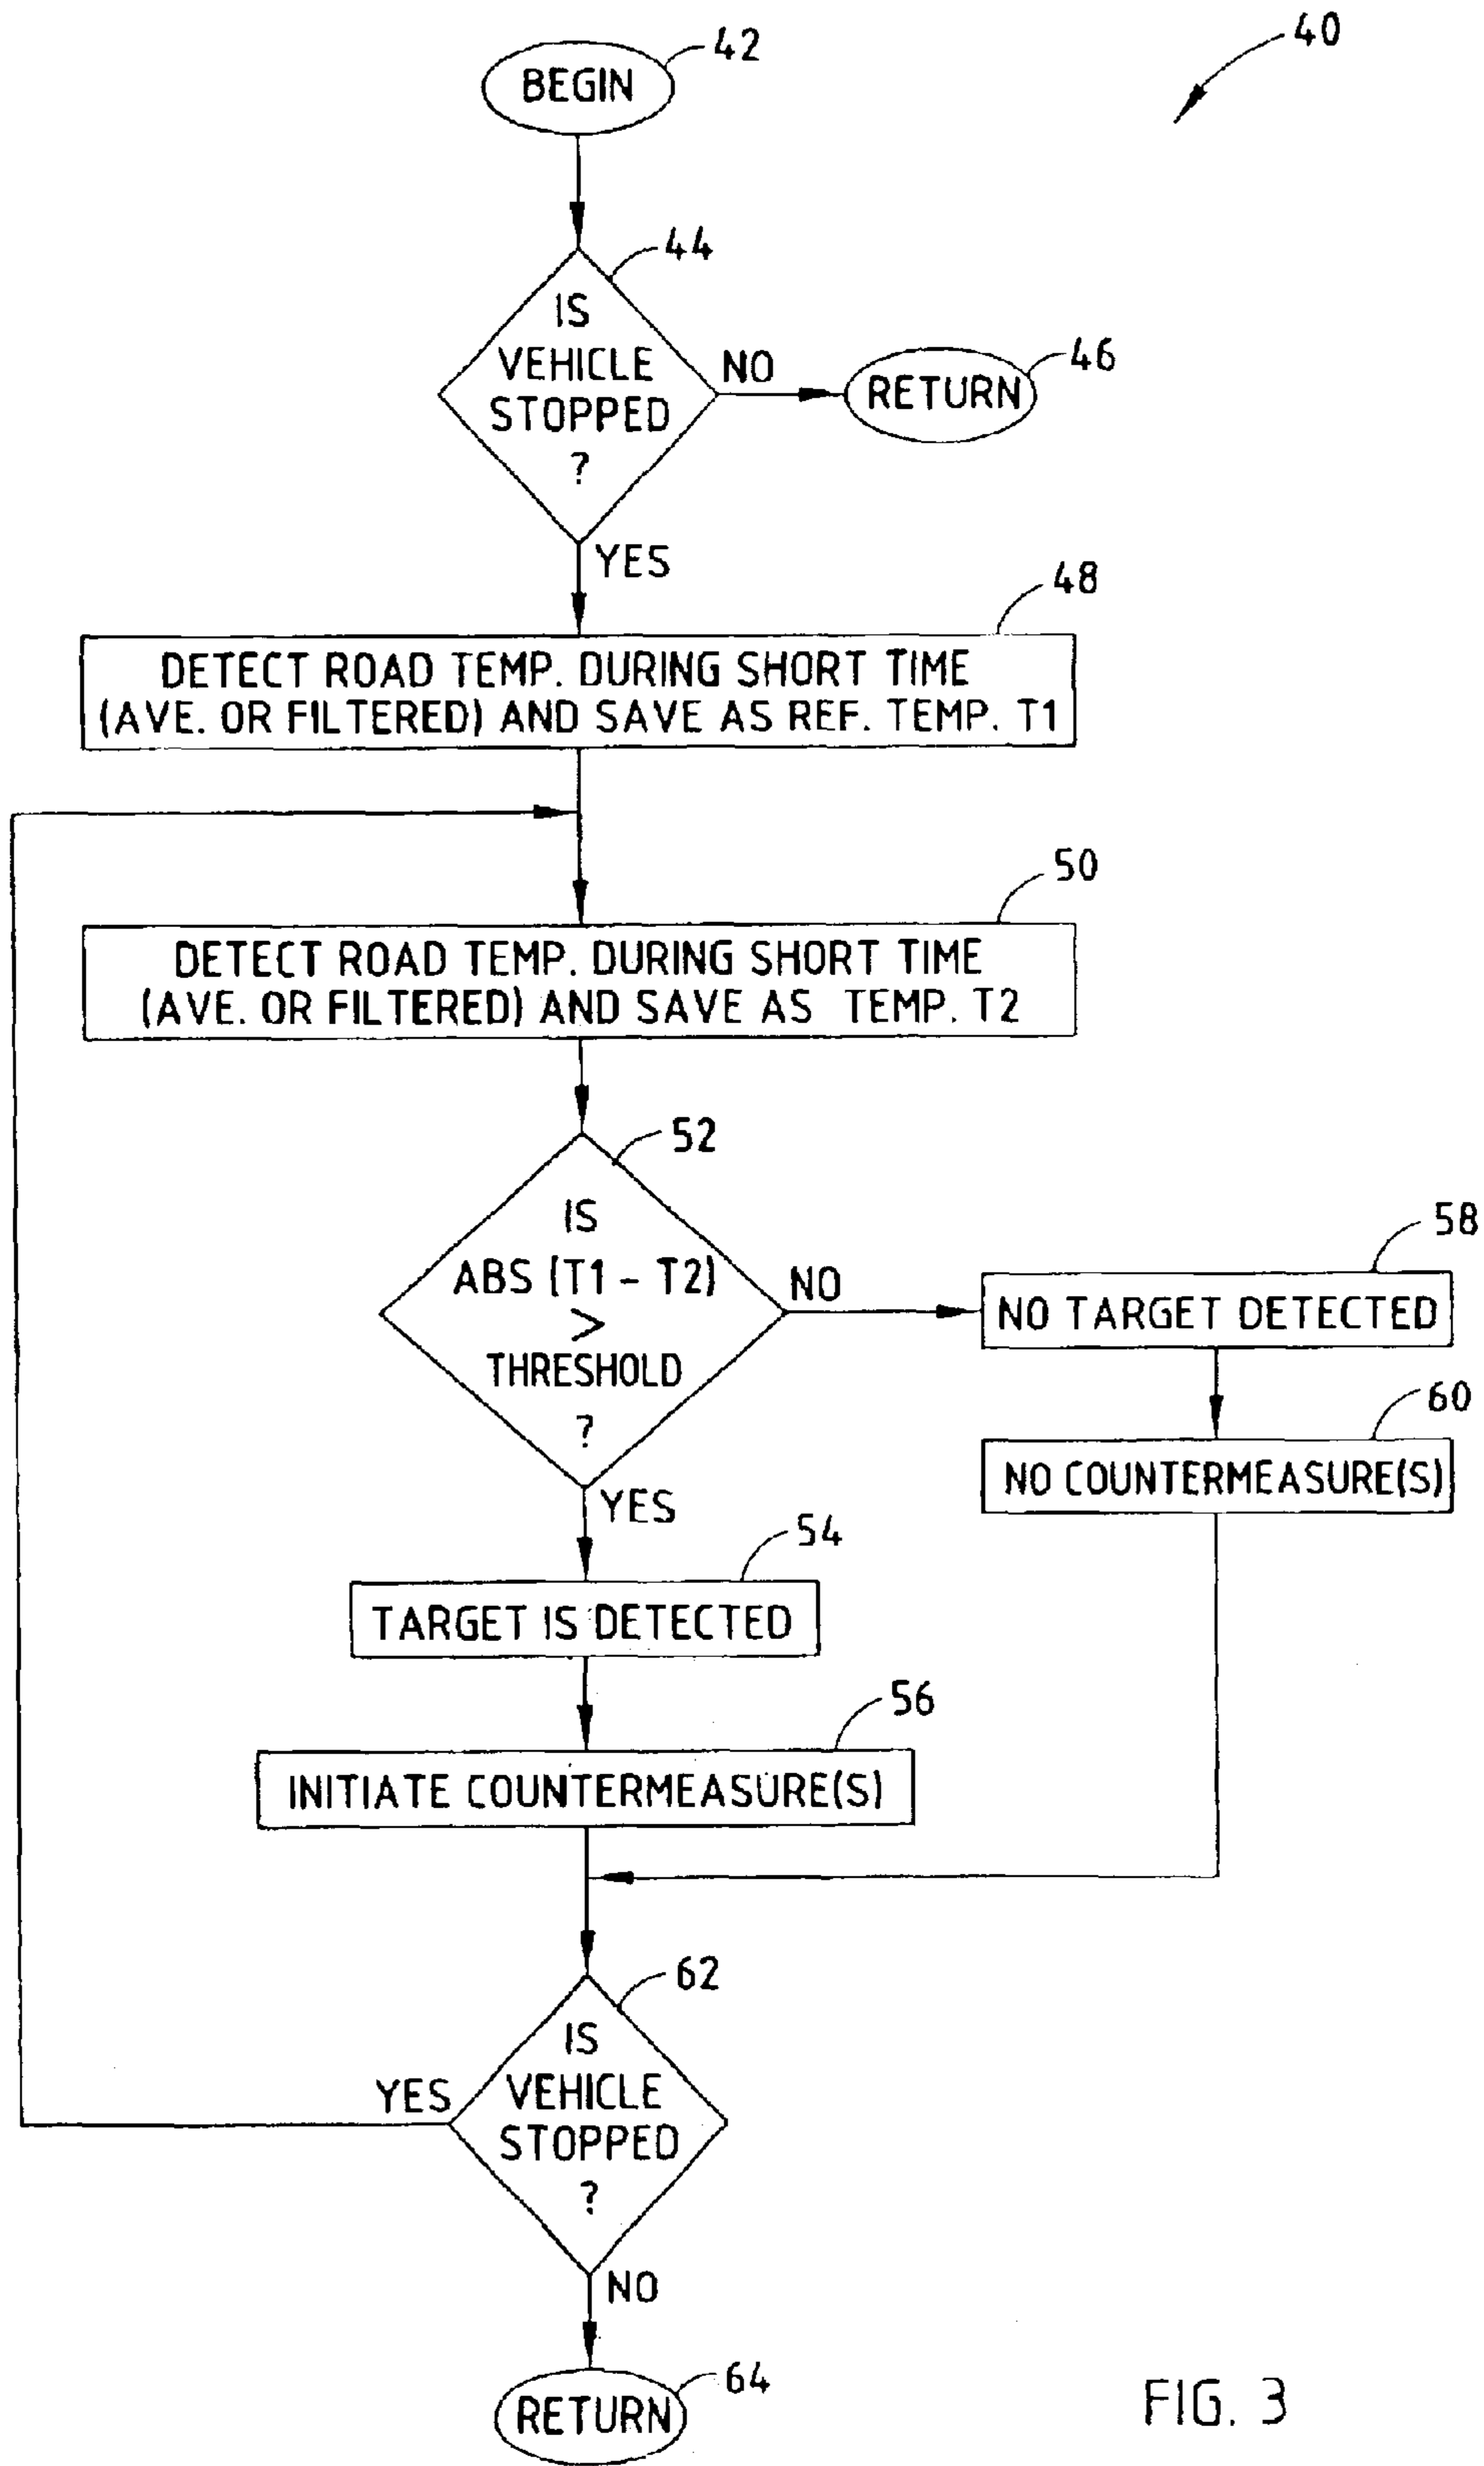 40
42
BEGIN
44
IS
VEHICLE
STOPPED
?
NO
46
RETURN
YES
48
DETECT ROAD TEMP. DURING SHORT TIME
(AVE. OR FILTERED) AND SAVE AS REF. TEMP. T1
50
DETECT ROAD TEMP. DURING SHORT TIME
(AVE. OR FILTERED) AND SAVE AS TEMP. T2
52
IS
ABS (T1 - T2)
>
THRESHOLD
?
NO
58
NO TARGET DETECTED
60
NO COUNTERMEASURE(S)
YES
54
TARGET IS DETECTED
56
INITIATE COUNTERMEASURE(S)
62
IS
VEHICLE
STOPPED
?
YES
NO
64
RETURN
FIG. 3